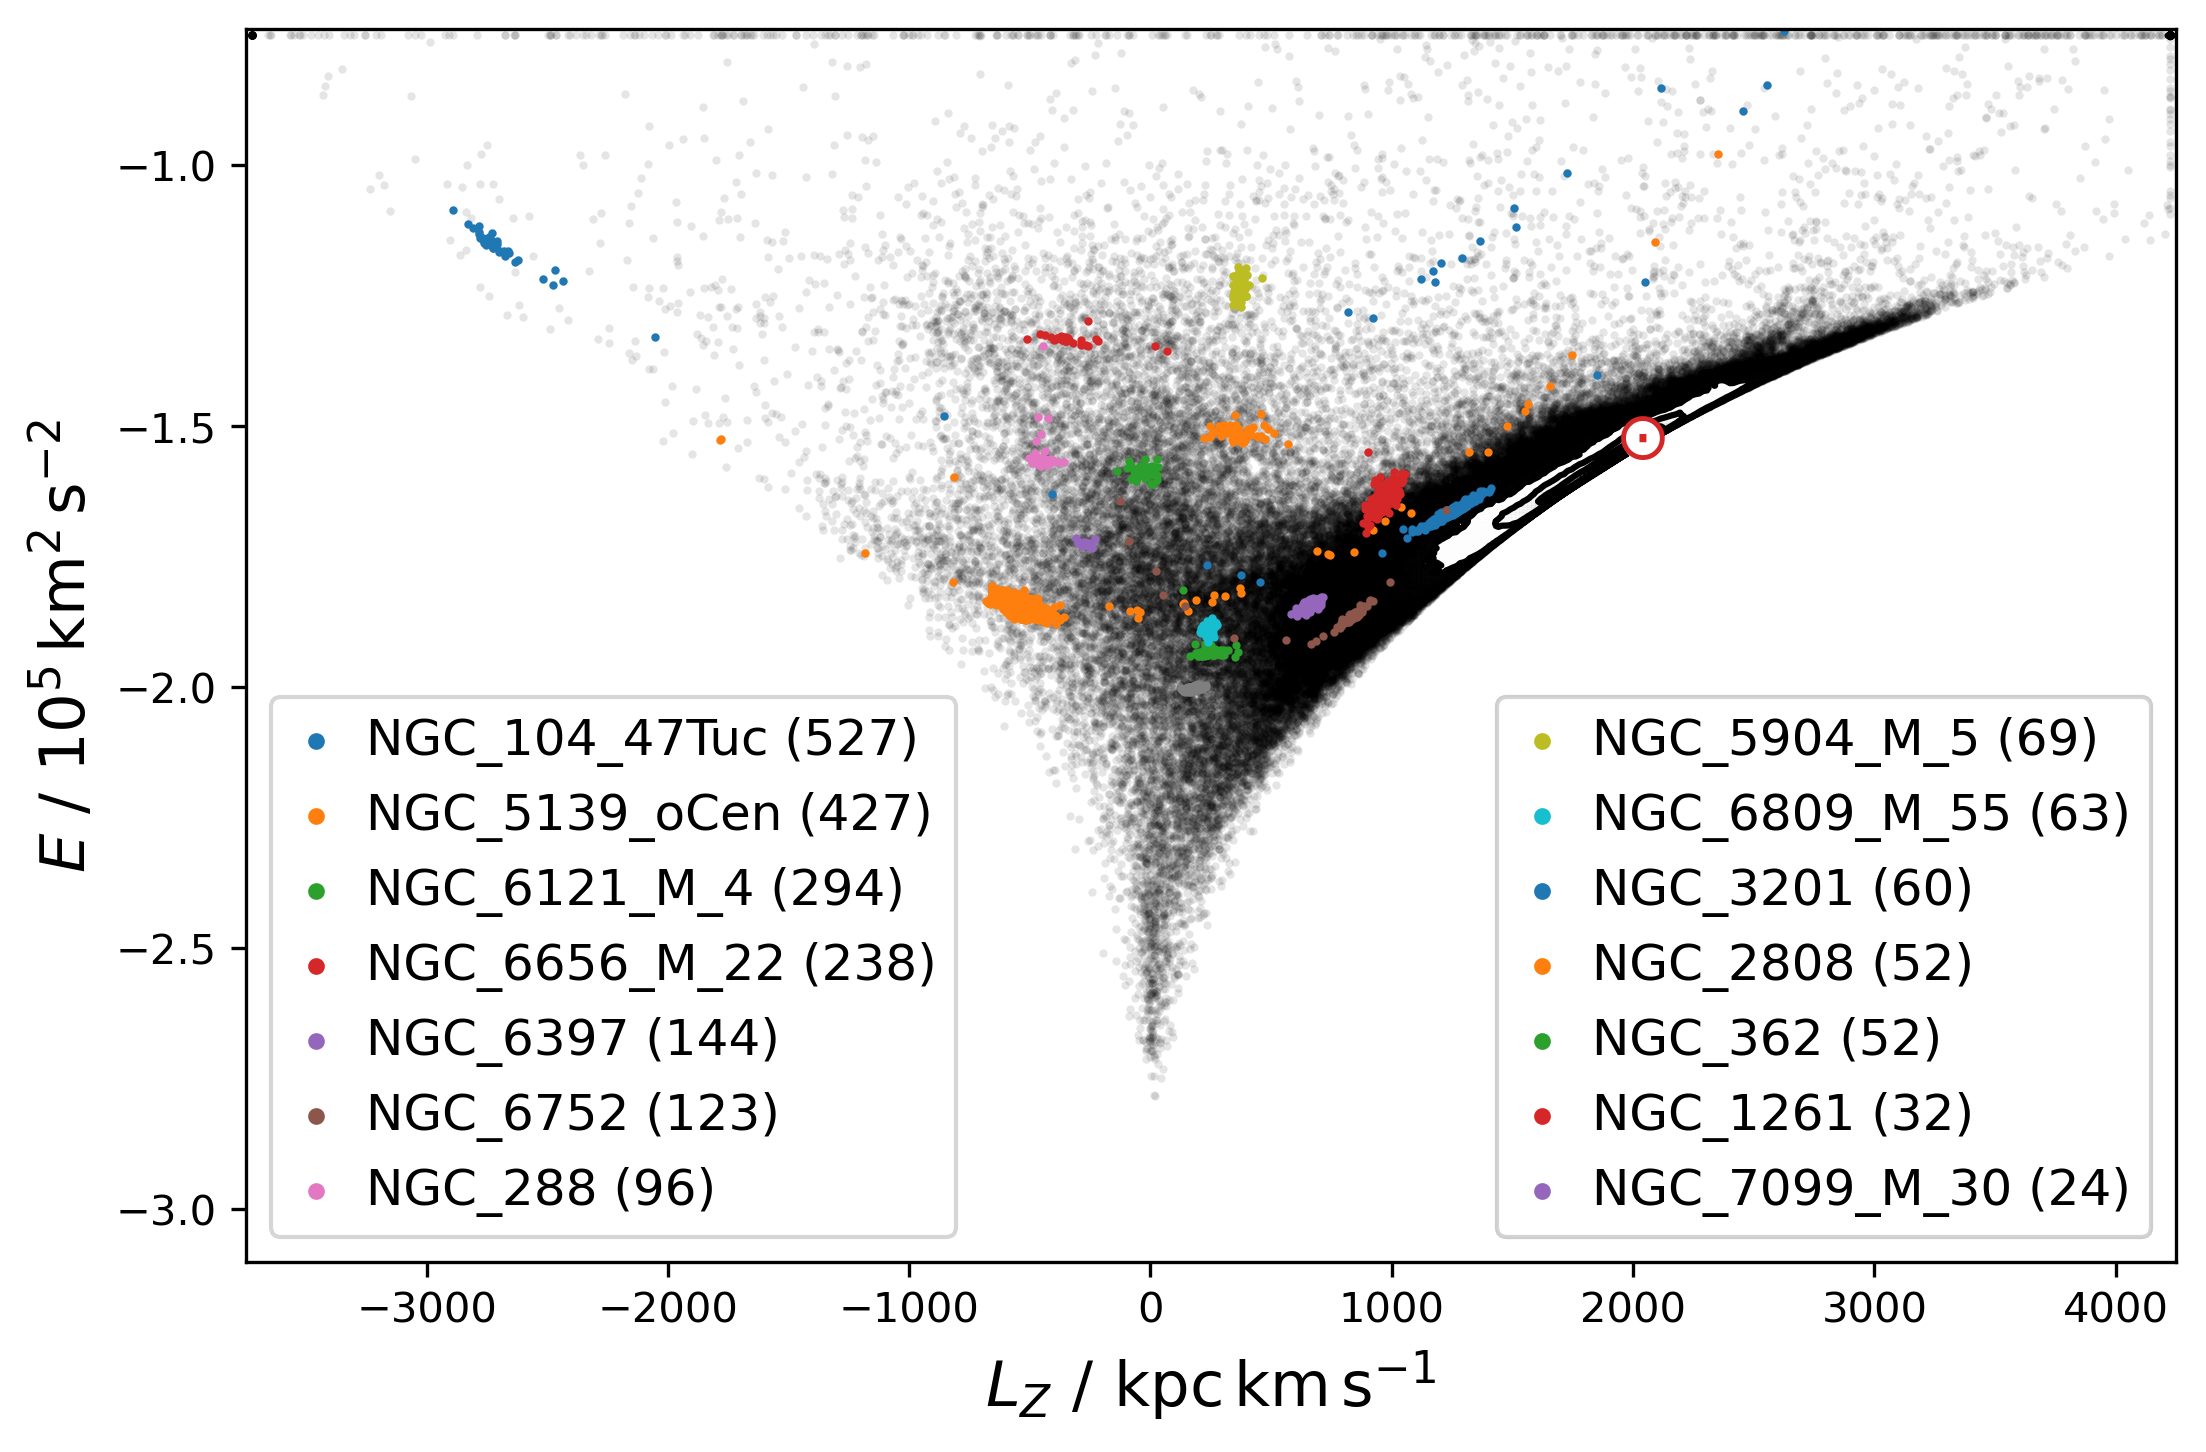 −1.0
−1.5
−2.0
−2.5
−3.0
E / 10⁵ km² s⁻²
NGC_104_47Tuc (527)
NGC_5139_oCen (427)
NGC_6121_M_4 (294)
NGC_6656_M_22 (238)
NGC_6397 (144)
NGC_6752 (123)
NGC_288 (96)
NGC_5904_M_5 (69)
NGC_6809_M_55 (63)
NGC_3201 (60)
NGC_2808 (52)
NGC_362 (52)
NGC_1261 (32)
NGC_7099_M_30 (24)
−3000 −2000 −1000 0 1000 2000 3000 4000
L_Z / kpc km s⁻¹